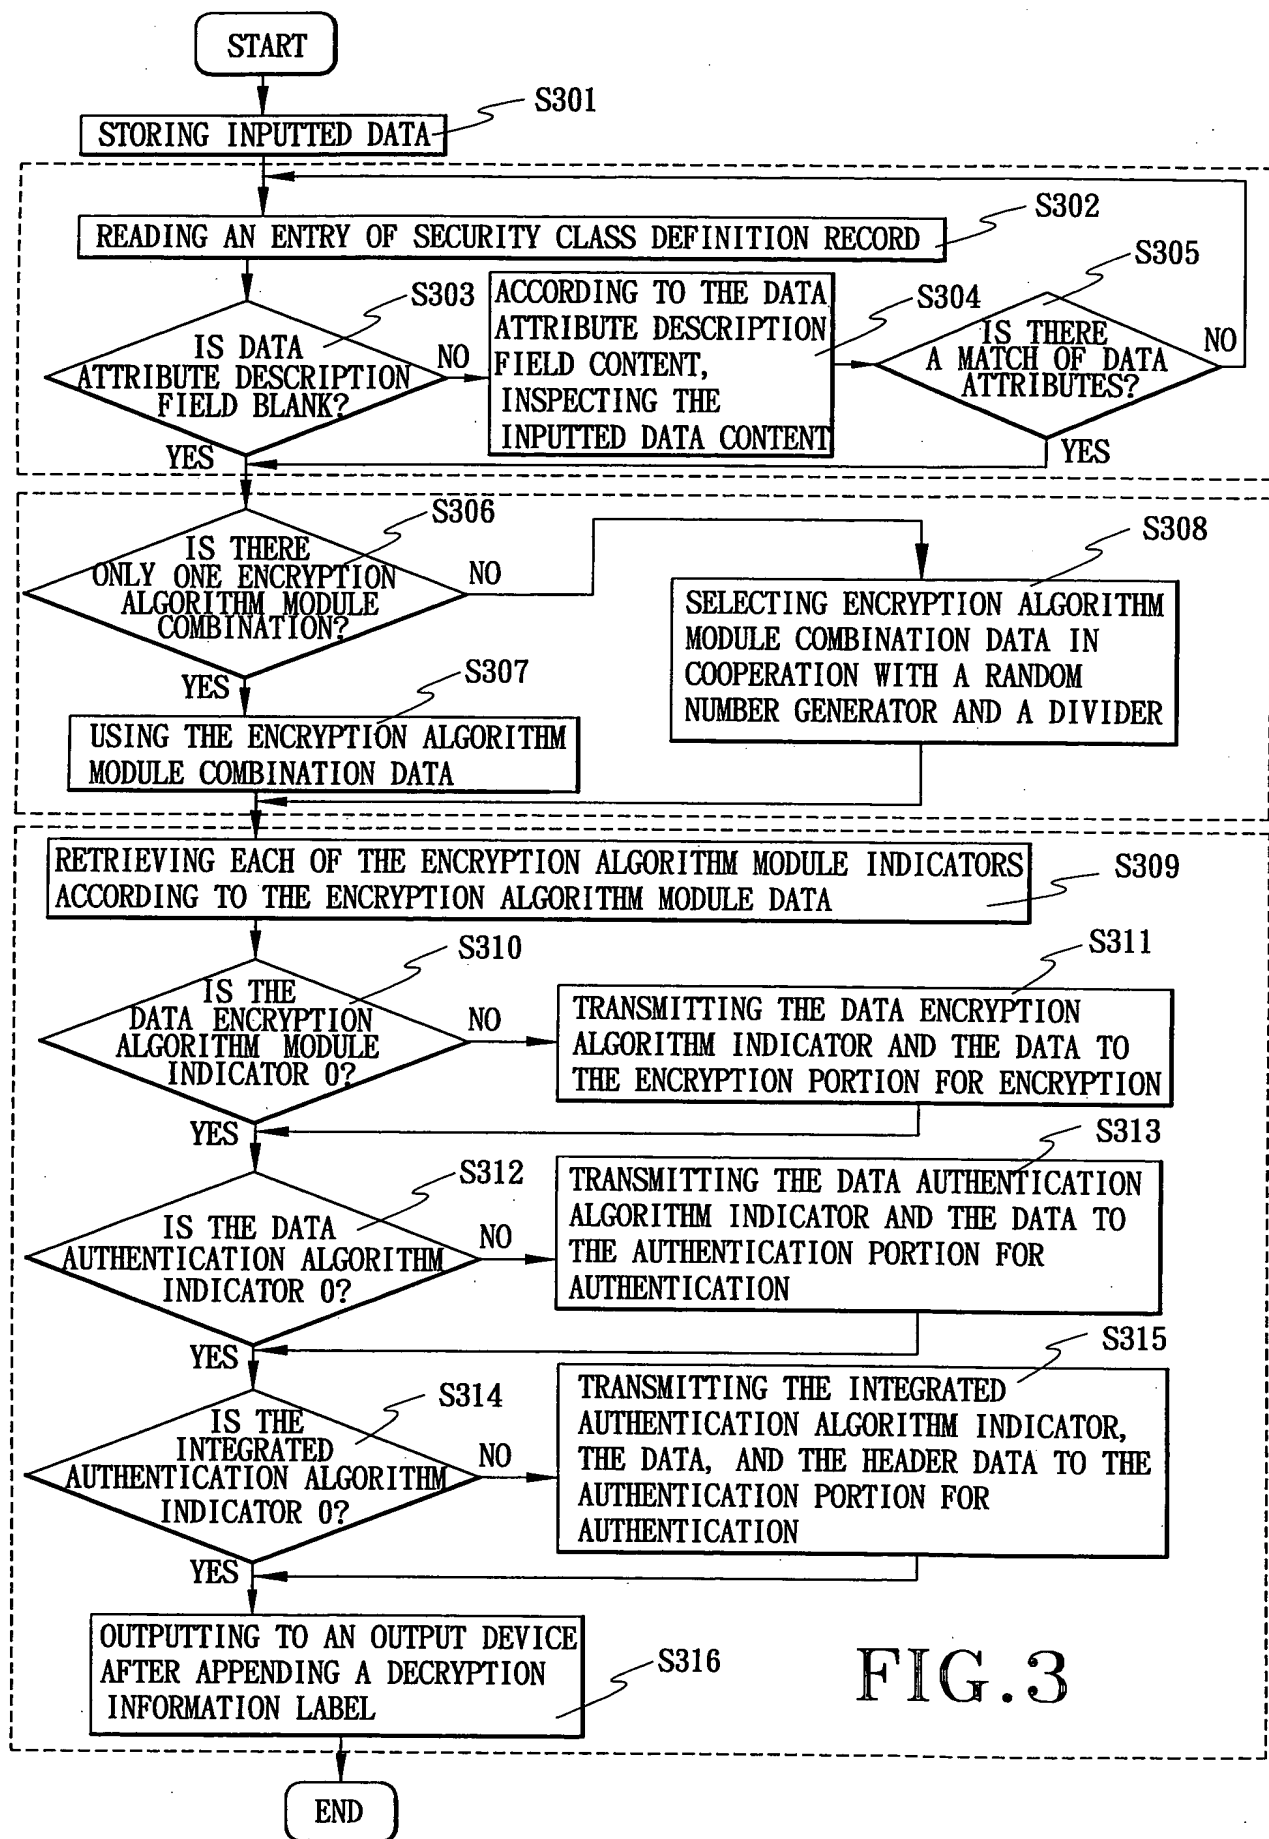 START
S301
STORING INPUTTED DATA
S302
READING AN ENTRY OF SECURITY CLASS DEFINITION RECORD
S303
IS DATA
ATTRIBUTE DESCRIPTION
FIELD BLANK?
NO
YES
S304
ACCORDING TO THE DATA
ATTRIBUTE DESCRIPTION
FIELD CONTENT,
INSPECTING THE
INPUTTED DATA CONTENT
S305
IS THERE
A MATCH OF DATA
ATTRIBUTES?
NO
YES
S306
IS THERE
ONLY ONE ENCRYPTION
ALGORITHM MODULE
COMBINATION?
NO
YES
S308
SELECTING ENCRYPTION ALGORITHM
MODULE COMBINATION DATA IN
COOPERATION WITH A RANDOM
NUMBER GENERATOR AND A DIVIDER
S307
USING THE ENCRYPTION ALGORITHM
MODULE COMBINATION DATA
RETRIEVING EACH OF THE ENCRYPTION ALGORITHM MODULE INDICATORS
ACCORDING TO THE ENCRYPTION ALGORITHM MODULE DATA
S309
S310
IS THE
DATA ENCRYPTION
ALGORITHM MODULE
INDICATOR 0?
NO
YES
S311
TRANSMITTING THE DATA ENCRYPTION
ALGORITHM INDICATOR AND THE DATA TO
THE ENCRYPTION PORTION FOR ENCRYPTION
S312
IS THE DATA
AUTHENTICATION ALGORITHM
INDICATOR 0?
NO
YES
S313
TRANSMITTING THE DATA AUTHENTICATION
ALGORITHM INDICATOR AND THE DATA TO
THE AUTHENTICATION PORTION FOR
AUTHENTICATION
S314
IS THE
INTEGRATED
AUTHENTICATION ALGORITHM
INDICATOR 0?
NO
YES
S315
TRANSMITTING THE INTEGRATED
AUTHENTICATION ALGORITHM INDICATOR,
THE DATA, AND THE HEADER DATA TO THE
AUTHENTICATION PORTION FOR
AUTHENTICATION
OUTPUTTING TO AN OUTPUT DEVICE
AFTER APPENDING A DECRYPTION
INFORMATION LABEL
S316
FIG.3
END